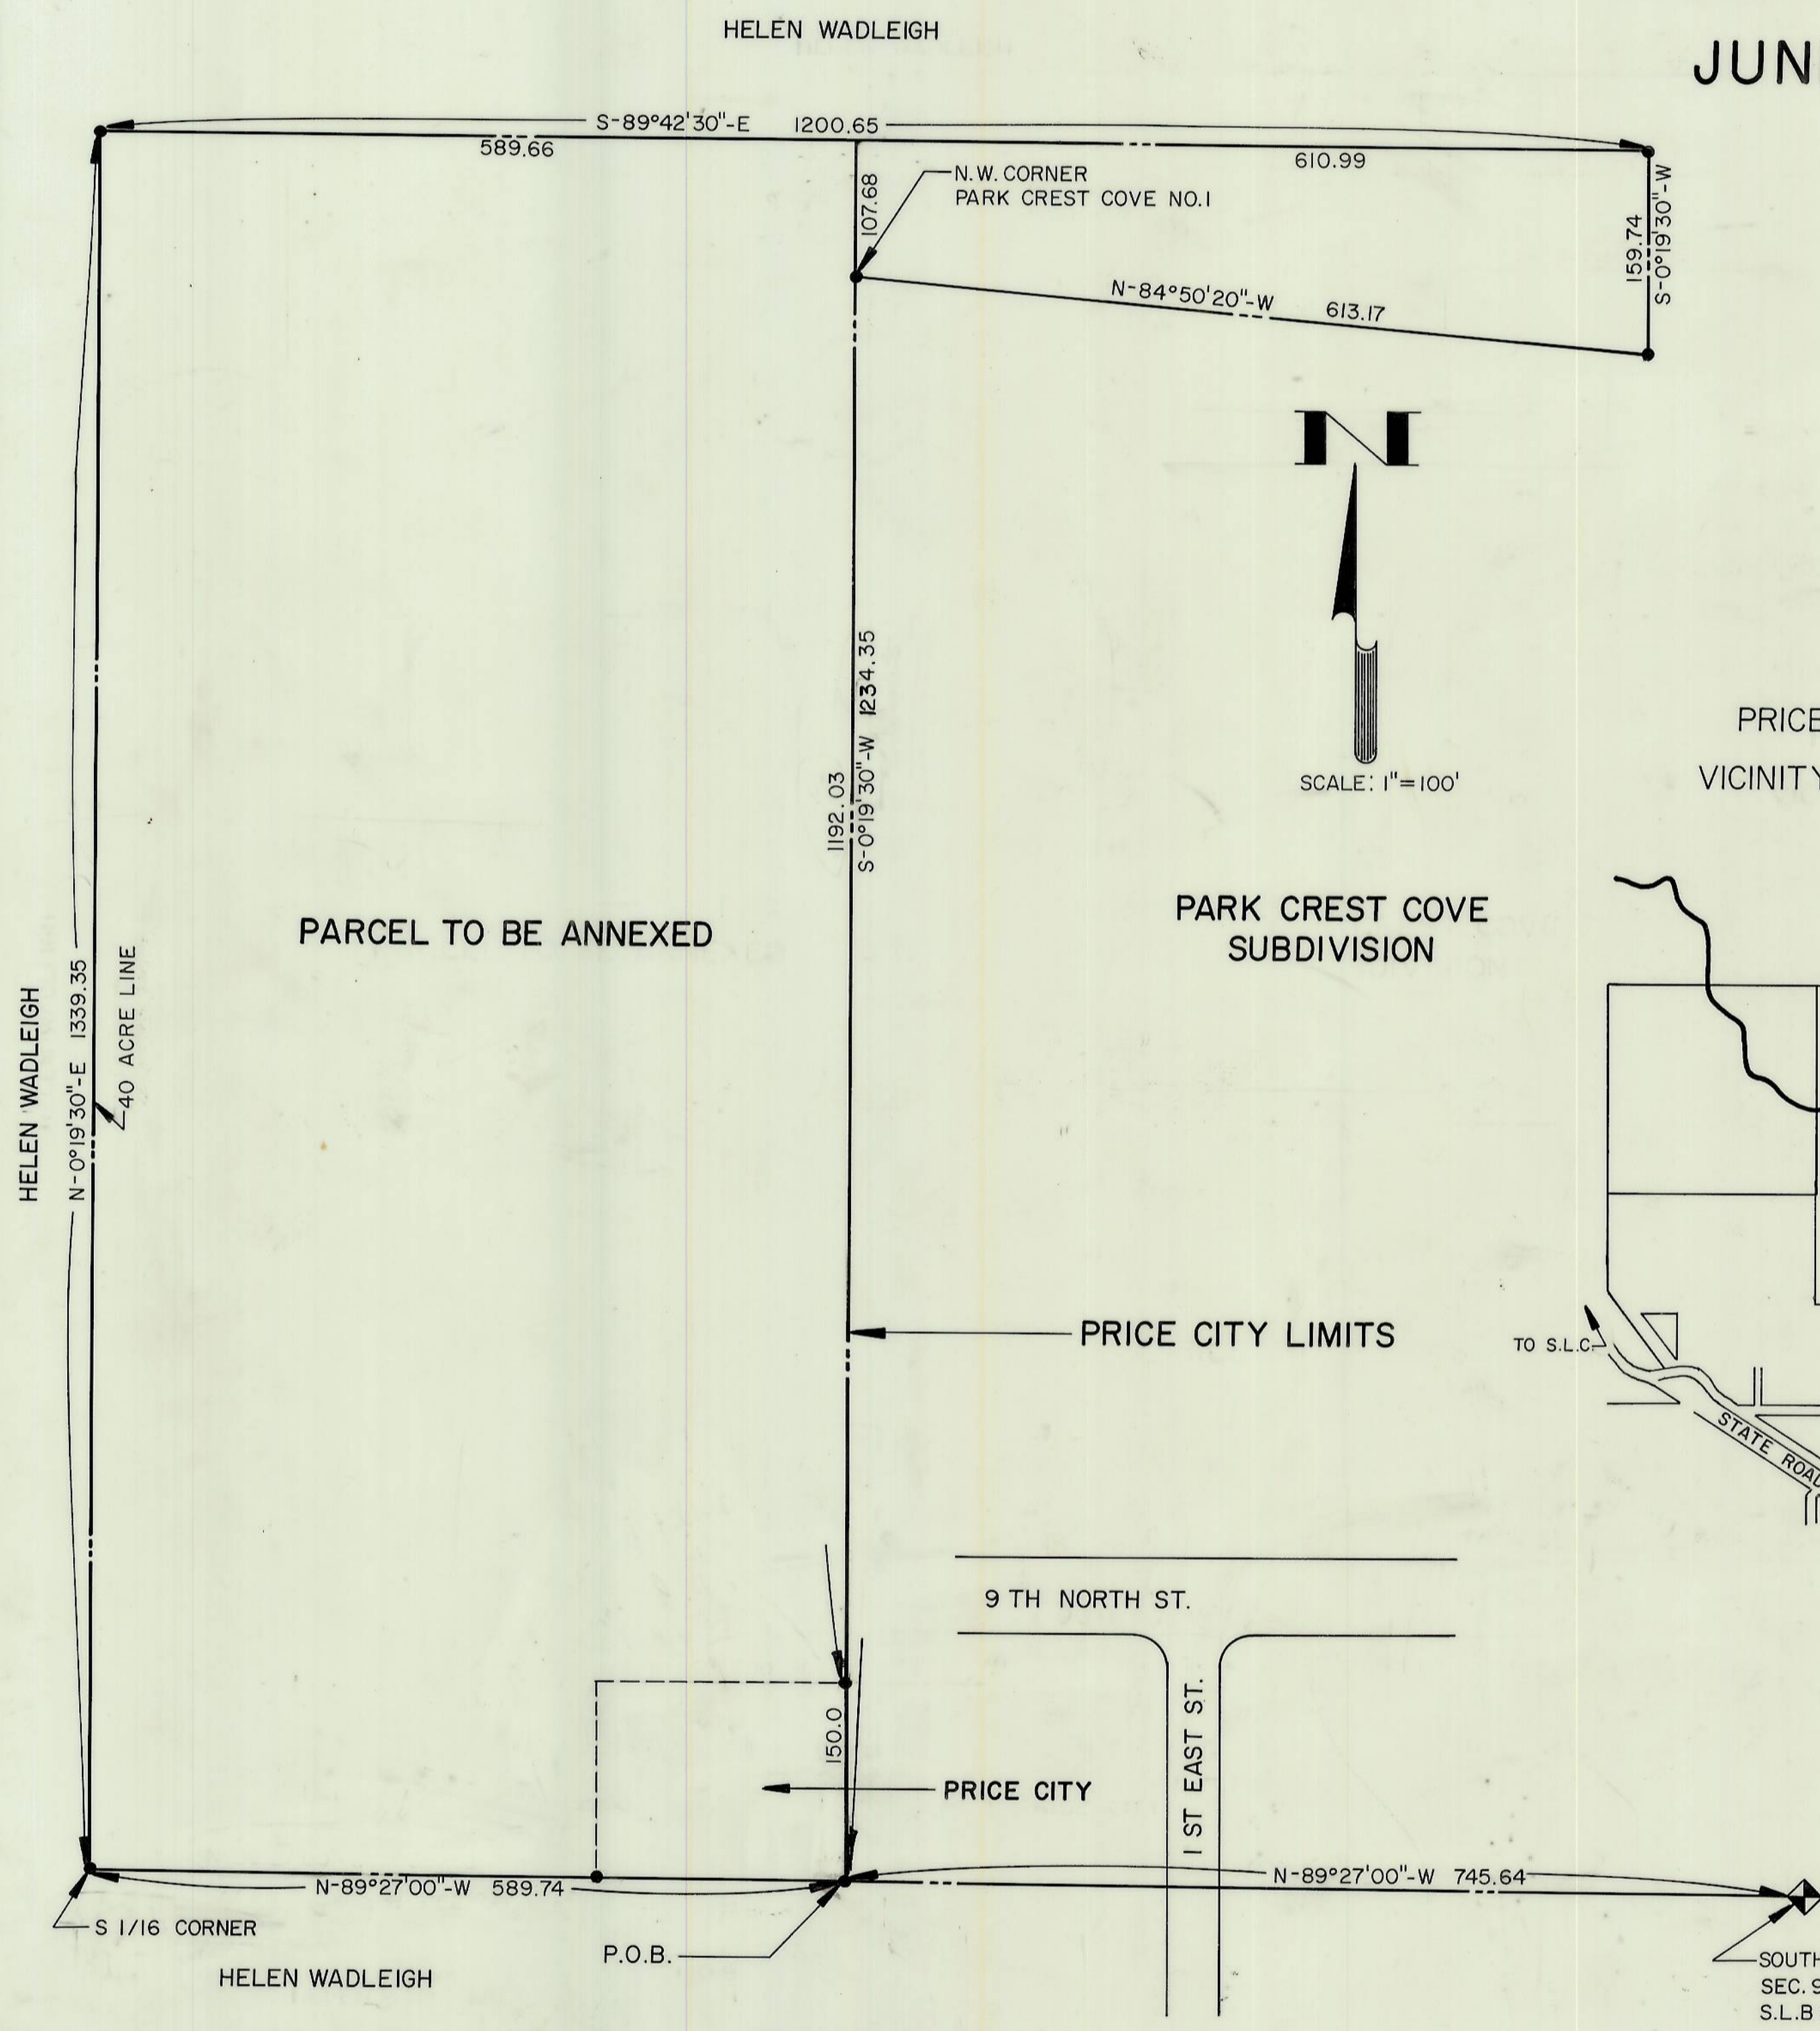 HELEN WADLEIGH
JUN
S-89°42'30"-E 1200.65
589.66
610.99
107.68
N.W. CORNER
PARK CREST COVE NO.1
159.74
S-0°19'30"-W
N-84°50'20"-W 613.17
N
SCALE: 1"=100'
PRICE
VICINITY
1192.03
S-0°19'30"-W 1234.35
PARCEL TO BE ANNEXED
PARK CREST COVE
SUBDIVISION
HELEN WADLEIGH
N-0°19'30"-E 1339.35
40 ACRE LINE
PRICE CITY LIMITS
TO S.L.C.
STATE ROAD
9 TH NORTH ST.
1 ST EAST ST.
150.0
PRICE CITY
N-89°27'00"-W 589.74
N-89°27'00"-W 745.64
S 1/16 CORNER
P.O.B.
HELEN WADLEIGH
SOUTH
SEC. 9
S.L.B